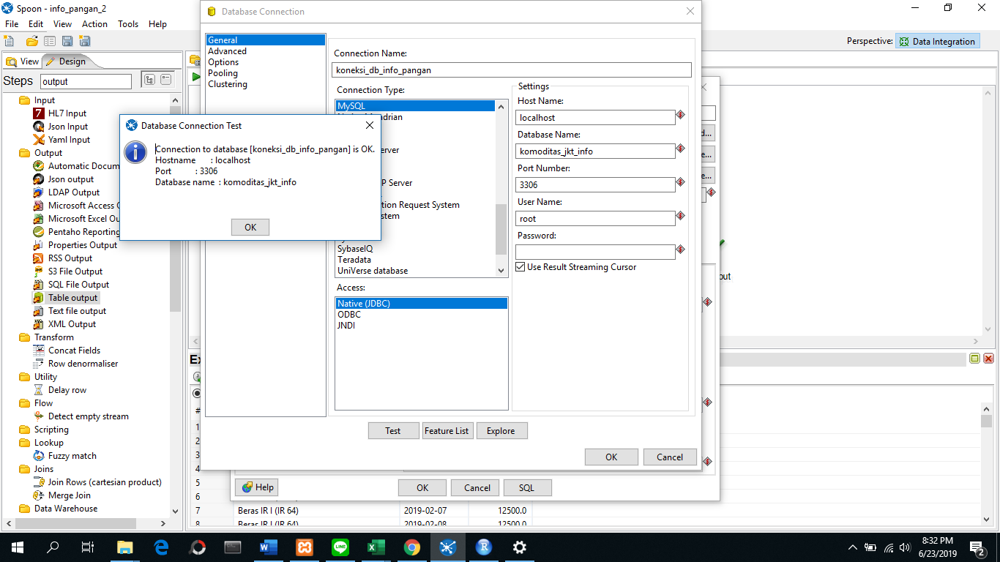 Spoon - info_pangan_2
File Edit View Action Tools Help
Perspective: Data Integration
View Design
Steps output
Input
HL7 Input
Json Input
Yaml Input
Output
Automatic Docum
Json output
LDAP Output
Microsoft Access O
Microsoft Excel Ou
Pentaho Reporting
Properties Output
RSS Output
S3 File Output
SQL File Output
Table output
Text file output
XML Output
Transform
Concat Fields
Row denormaliser
Utility
Delay row
Flow
Detect empty stream
Scripting
Lookup
Fuzzy match
Joins
Join Rows (cartesian product)
Merge Join
Data Warehouse
Database Connection
General
Advanced
Options
Pooling
Clustering
Connection Name:
koneksi_db_info_pangan
Connection Type:
MySQL
ndrian
erver
P Server
tion Request System
stem
SybaseIQ
Teradata
UniVerse database
Access:
Native (JDBC)
ODBC
JNDI
Settings
Host Name:
localhost
Database Name:
komoditas_jkt_info
Port Number:
3306
User Name:
root
Password:
Use Result Streaming Cursor
Test Feature List Explore
OK Cancel
Database Connection Test
Connection to database [koneksi_db_info_pangan] is OK.
Hostname : localhost
Port : 3306
Database name : komoditas_jkt_info
OK
d...
e...
e...
out
Ex
#
1
2
3
4
5
6
Help OK Cancel SQL
7 Beras IR I (IR 64) 2019-02-07 12500.0
8 Beras IR I (IR 64) 2019-02-08 12500.0
8:32 PM
6/23/2019
2